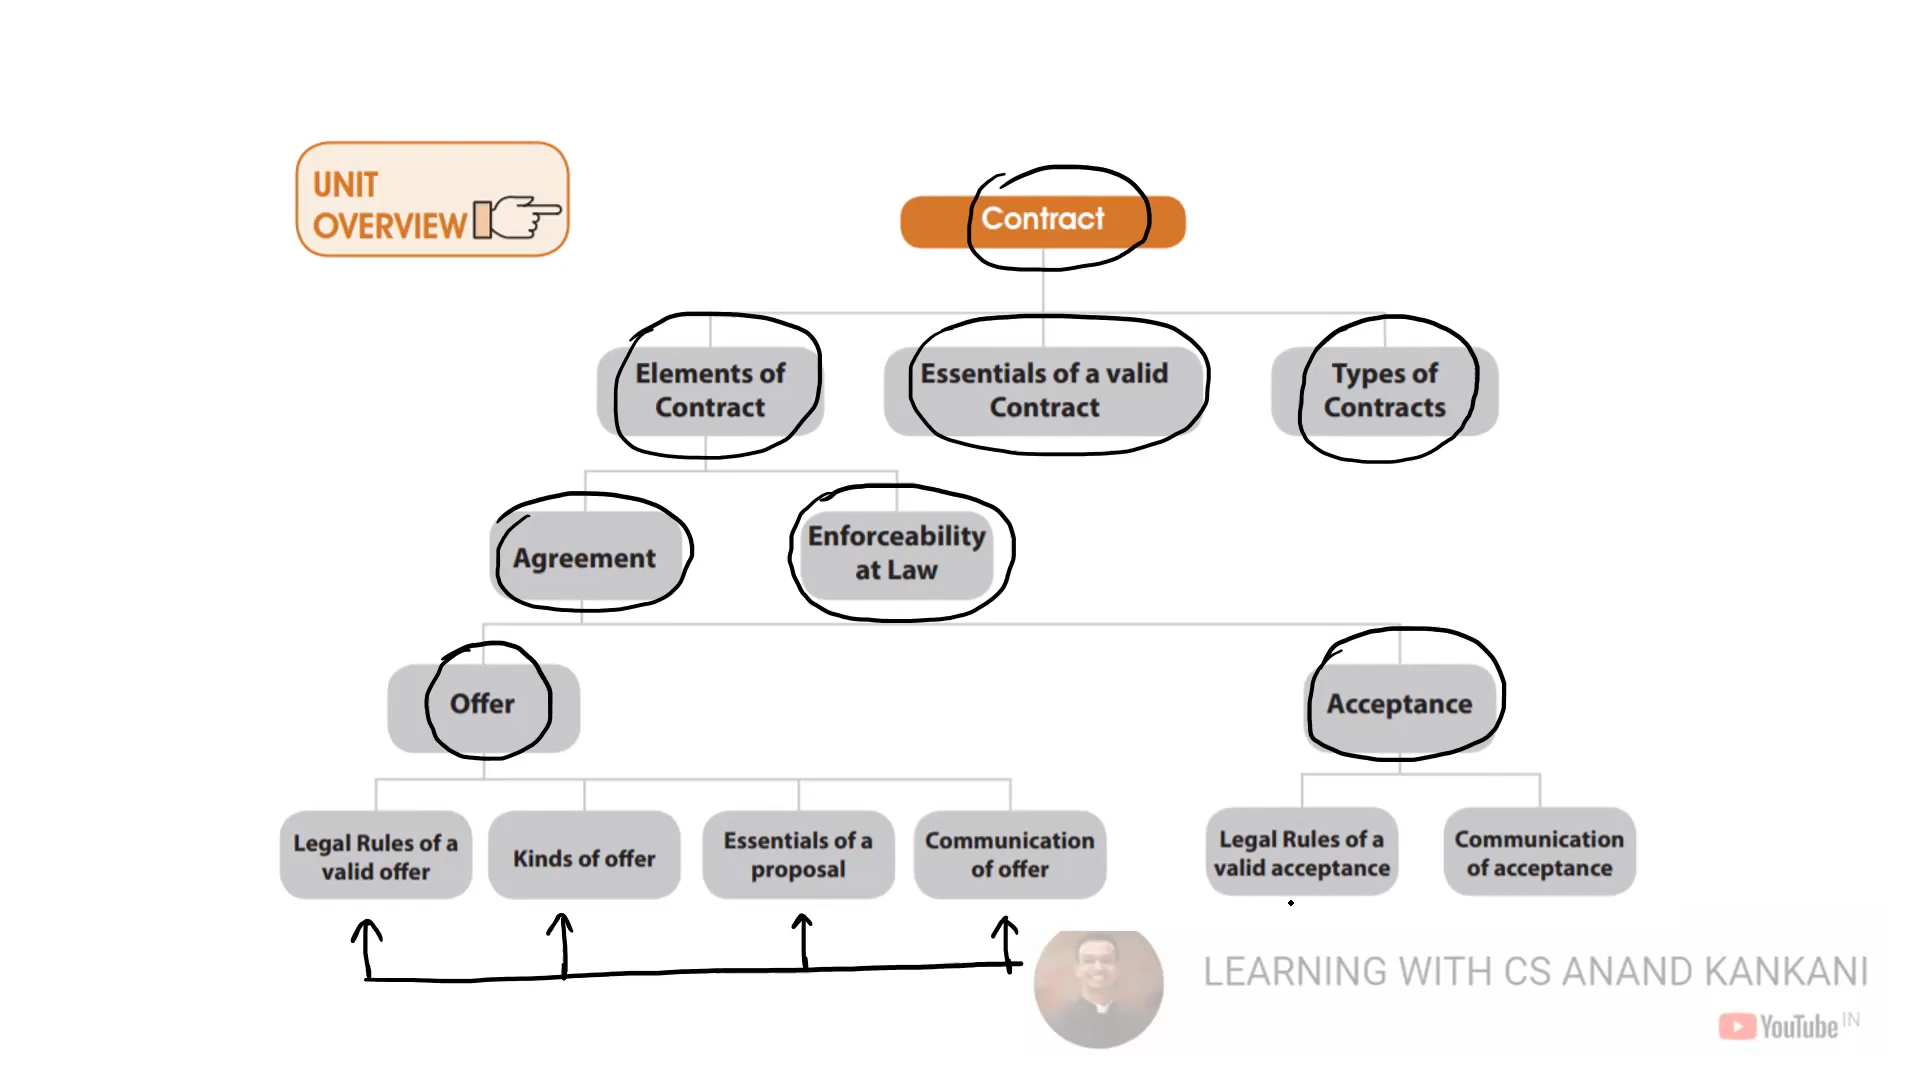 UNIT
OVERVIEW
Contract
Elements of
Contract
Essentials of a valid
Contract
Types of
Contracts
Agreement
Enforceability
at Law
Offer
Acceptance
Legal Rules of a
valid offer
Kinds of offer
Essentials of a
proposal
Communication
of offer
Legal Rules of a
valid acceptance
Communication
of acceptance
LEARNING WITH CS ANAND KANKANI
YouTube IN